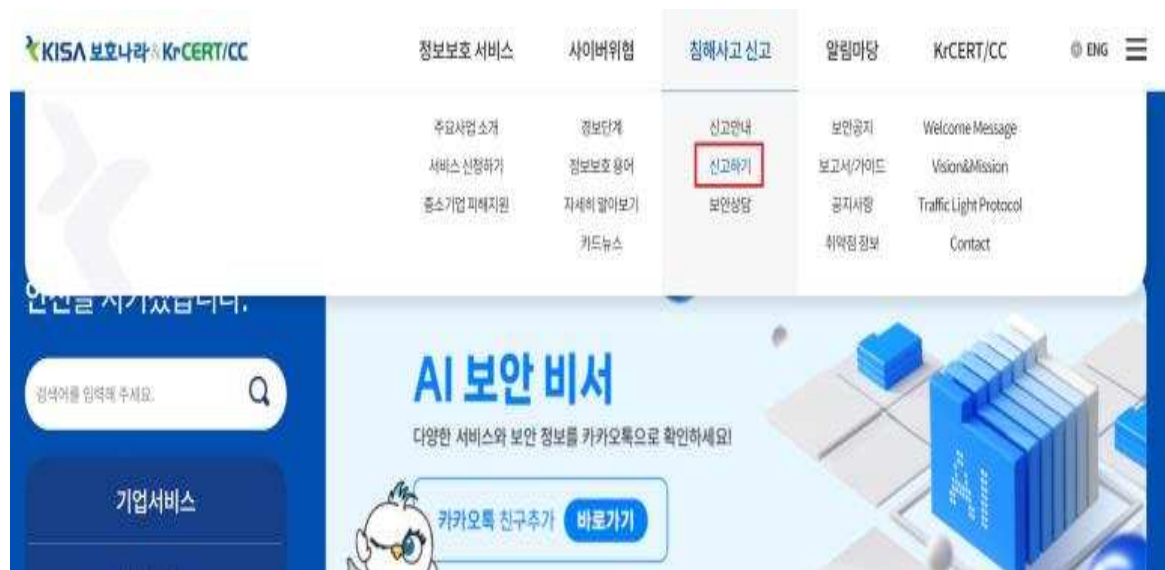 KISA 보호나라&KrCERT/CC
정보보호 서비스 사이버위협 침해사고 신고 알림마당 KrCERT/CC ENG
주요사업 소개 경보단계 신고안내 보안공지 Welcome Message
서비스 신청하기 정보보호 용어 신고하기 보고서/가이드 Vision&Mission
중소기업 피해지원 자세히 알아보기 보안상담 공지사항 Traffic Light Protocol
카드뉴스 취약점 정보 Contact
검색어를 입력해 주세요.
AI 보안 비서
다양한 서비스와 보안 정보를 카카오톡으로 확인하세요!
기업서비스
카카오톡 친구추가 바로가기